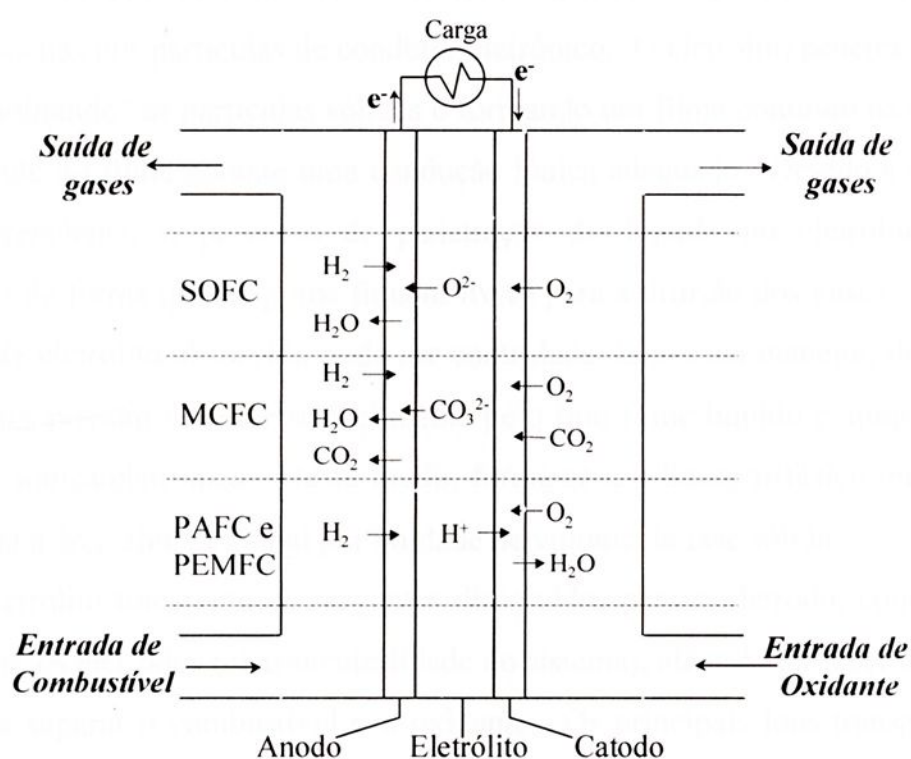 Carga
e⁻
e⁻
Saída de
gases
Saída de
gases
SOFC
H₂
O²⁻
O₂
H₂O
MCFC
H₂
O₂
H₂O
CO₃²⁻
CO₂
CO₂
PAFC e
PEMFC
H₂
H⁺
O₂
H₂O
Entrada de
Combustível
Entrada de
Oxidante
Anodo
Eletrólito
Catodo